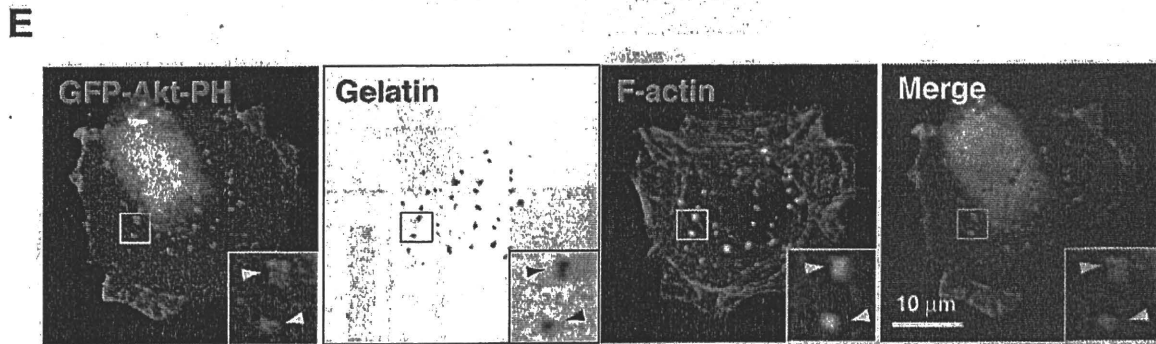 E
GFP-Akt-PH
Gelatin
F-actin
Merge
10 μm